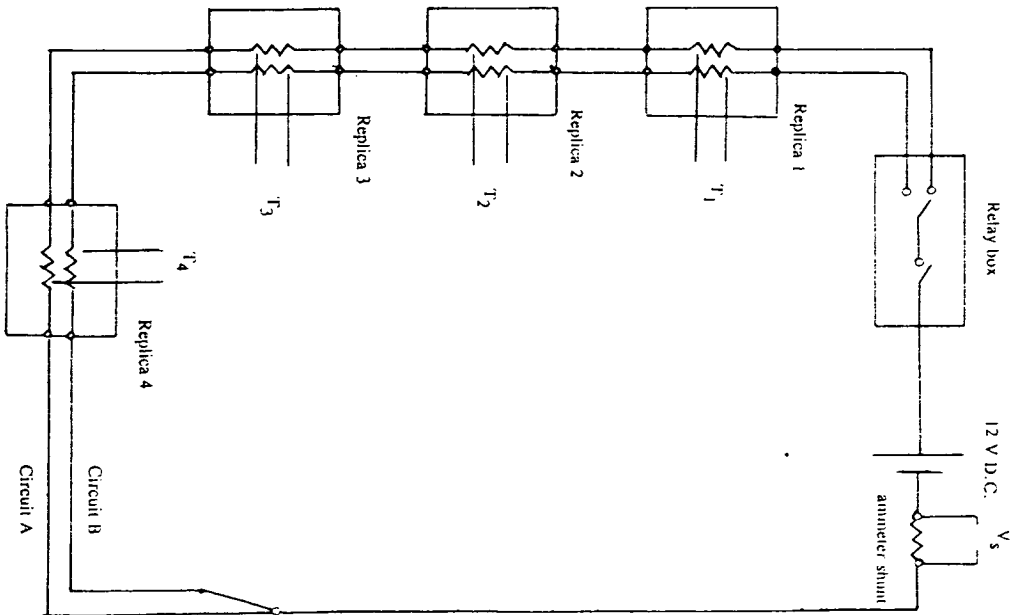 Replica 3
Replica 2
Replica 1
T3
T2
T1
Relay box
T4
Replica 4
12 V D.C.
Vs
ammeter shunt
Circuit B
Circuit A